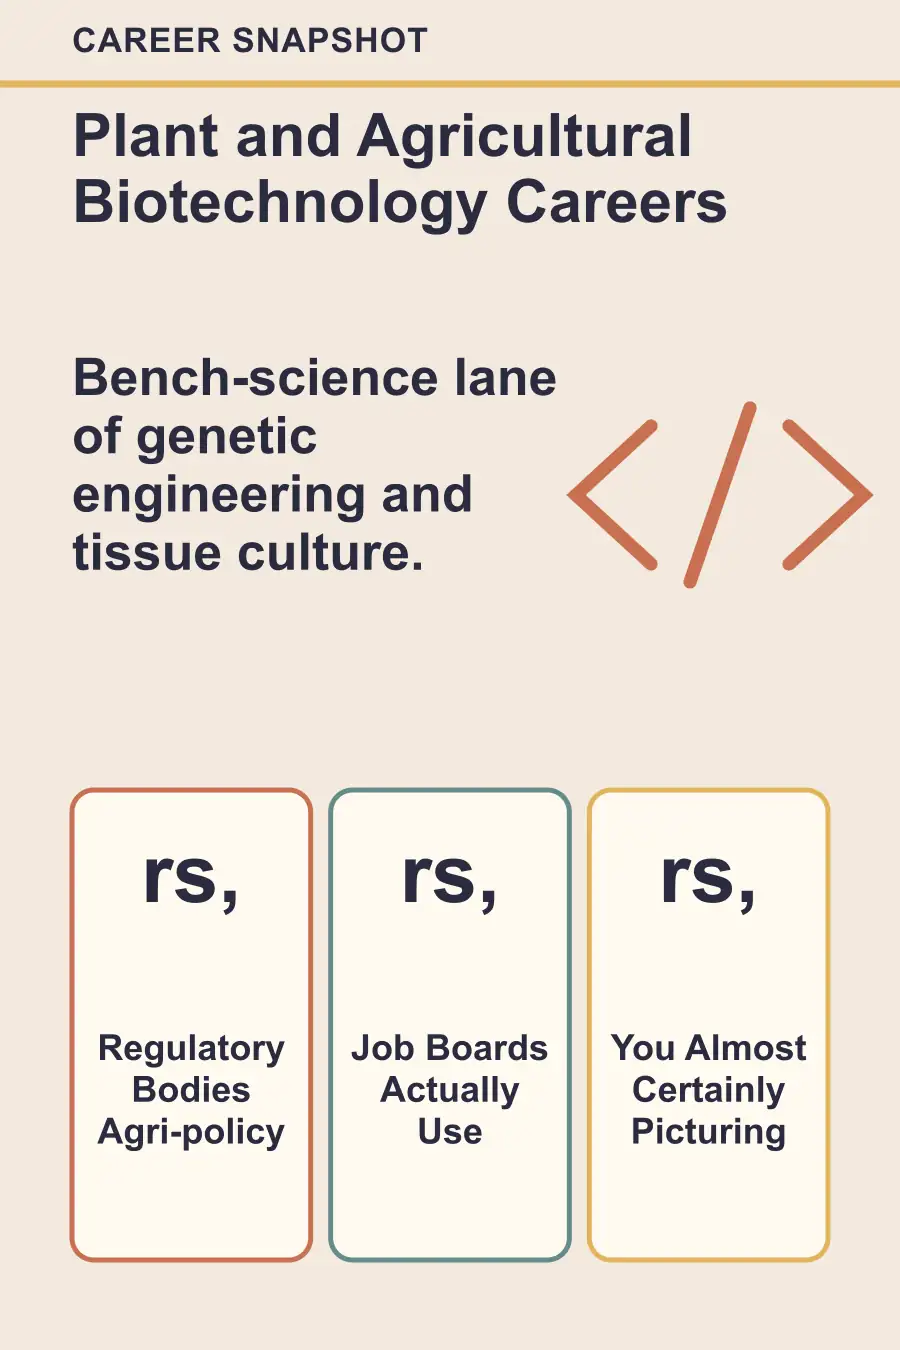 CAREER SNAPSHOT
Plant and Agricultural
Biotechnology Careers
Bench-science lane
of genetic
engineering and
tissue culture.
rs,
Regulatory
Bodies
Agri-policy
rs,
Job Boards
Actually
Use
rs,
You Almost
Certainly
Picturing